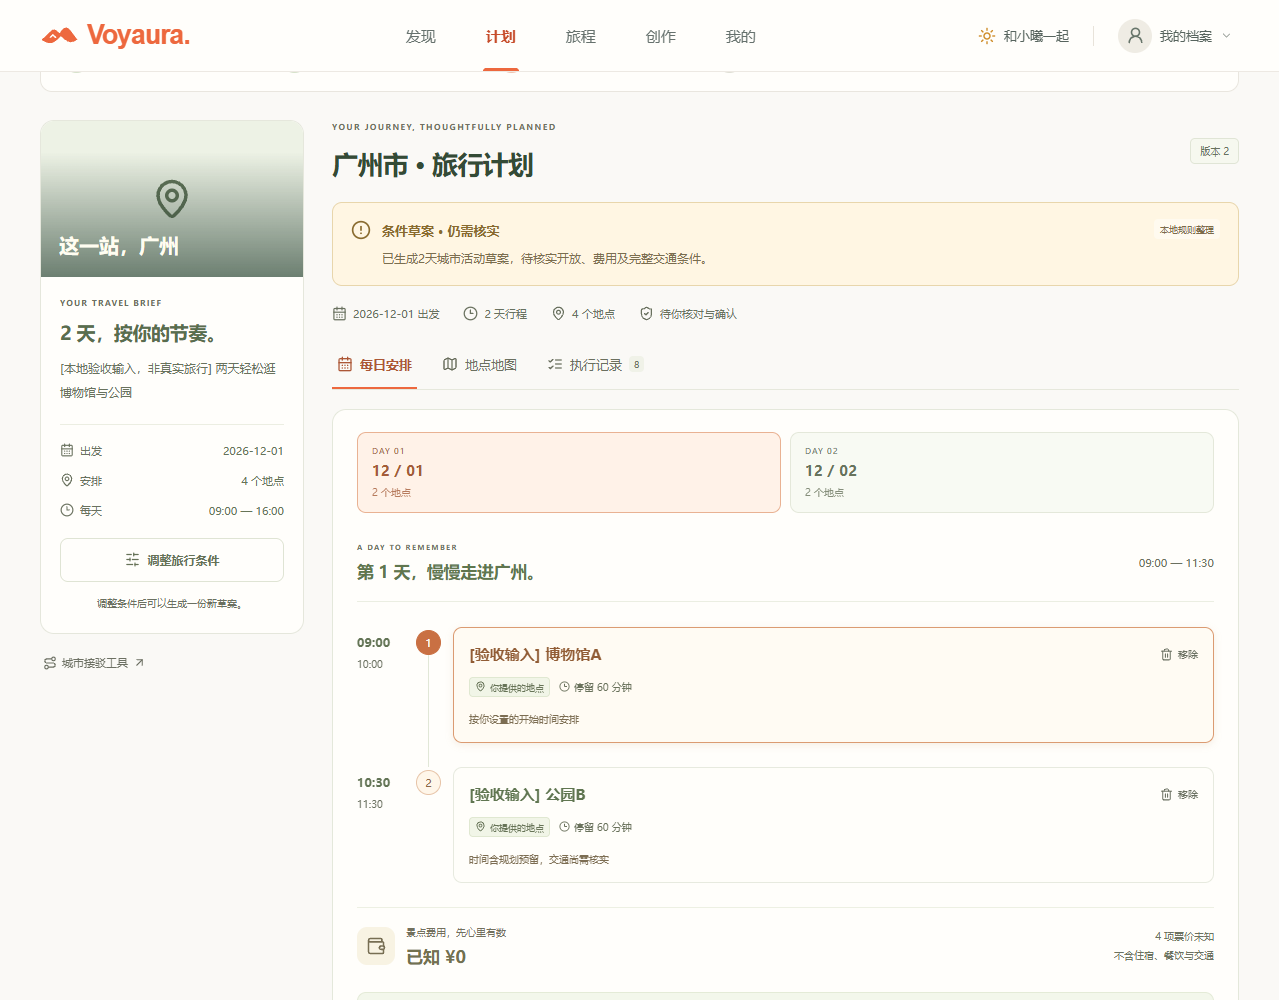 Voyaura.
发现
计划
旅程
创作
我的
和小曦一起
我的档案
这一站，广州
YOUR TRAVEL BRIEF
2 天，按你的节奏。
[本地验收输入，非真实旅行] 两天轻松逛
博物馆与公园
出发 2026-12-01
安排 4 个地点
每天 09:00 — 16:00
调整旅行条件
调整条件后可以生成一份新草案。
城市接驳工具
YOUR JOURNEY, THOUGHTFULLY PLANNED
广州市 • 旅行计划
版本 2
条件草案 • 仍需核实
本地规则整理
已生成2天城市活动草案，待核实开放、费用及完整交通条件。
2026-12-01 出发
2 天行程
4 个地点
待你核对与确认
每日安排
地点地图
执行记录 8
DAY 01
12 / 01
2 个地点
DAY 02
12 / 02
2 个地点
A DAY TO REMEMBER
第 1 天，慢慢走进广州。
09:00 — 11:30
09:00
10:00
1
[验收输入] 博物馆A
移除
你提供的地点
停留 60 分钟
按你设置的开始时间安排
10:30
11:30
2
[验收输入] 公园B
移除
你提供的地点
停留 60 分钟
时间含规划预留，交通尚需核实
景点费用，先心里有数
已知 ¥0
4 项票价未知
不含住宿、餐饮与交通